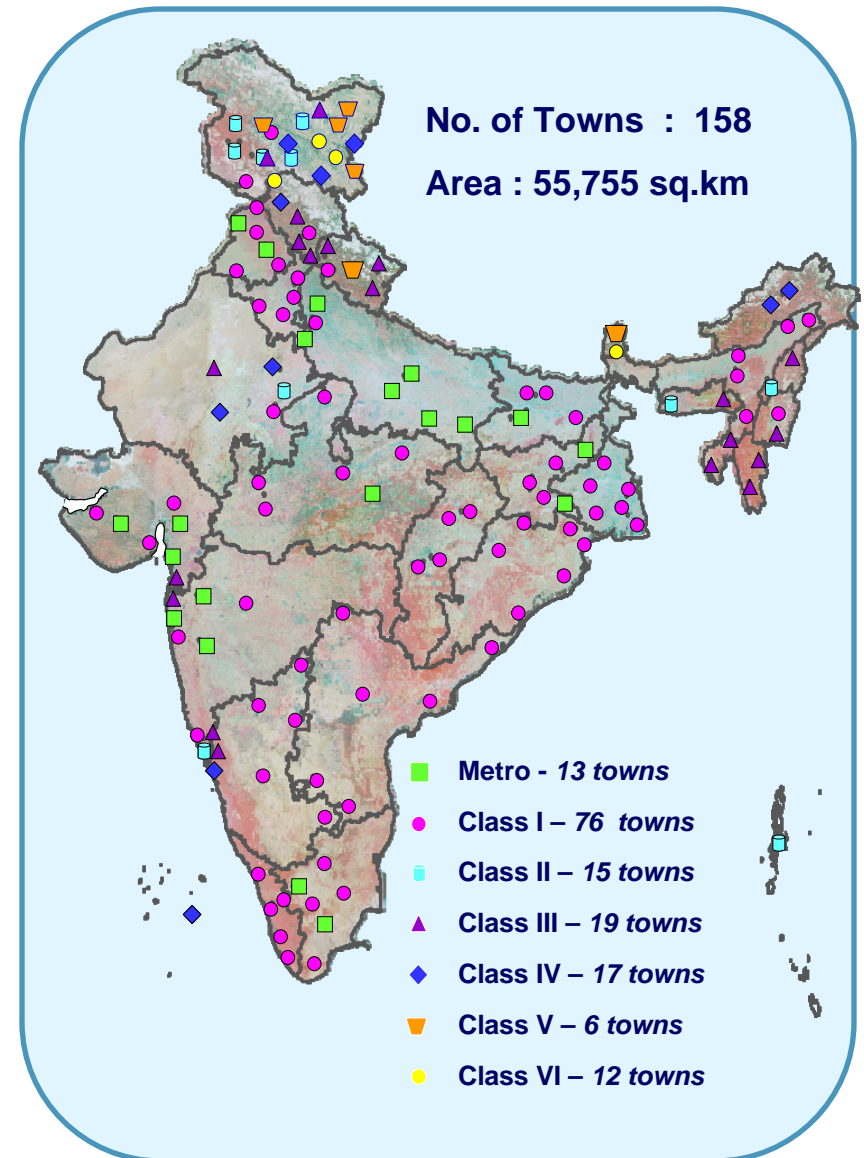 No. of Towns : 158
Area : 55,755 sq.km
Metro - 13 towns
Class I – 76 towns
Class II – 15 towns
Class III – 19 towns
Class IV – 17 towns
Class V – 6 towns
Class VI – 12 towns